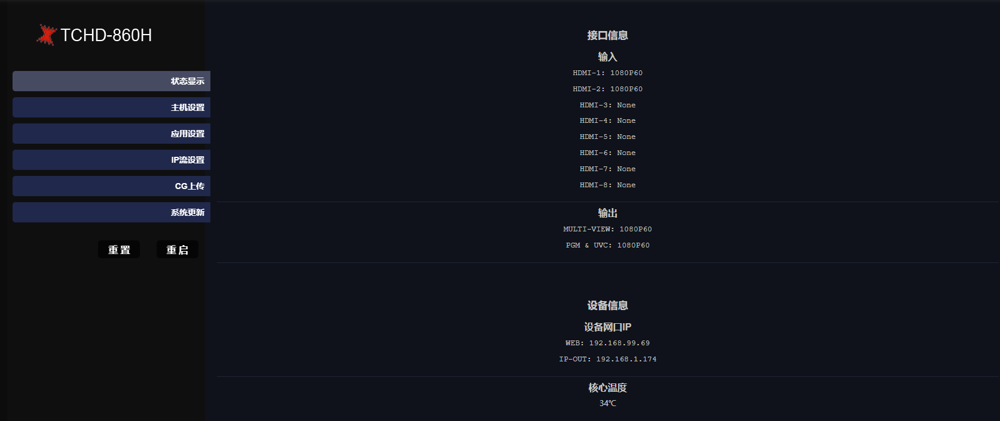 TCHD-860H
状态显示
主机设置
应用设置
IP流设置
CG上传
系统更新
重置 重启
接口信息
输入
HDMI-1: 1080P60
HDMI-2: 1080P60
HDMI-3: None
HDMI-4: None
HDMI-5: None
HDMI-6: None
HDMI-7: None
HDMI-8: None
输出
MULTI-VIEW: 1080P60
PGM & UVC: 1080P60
设备信息
设备网口IP
WEB: 192.168.99.69
IP-OUT: 192.168.1.174
核心温度
34℃